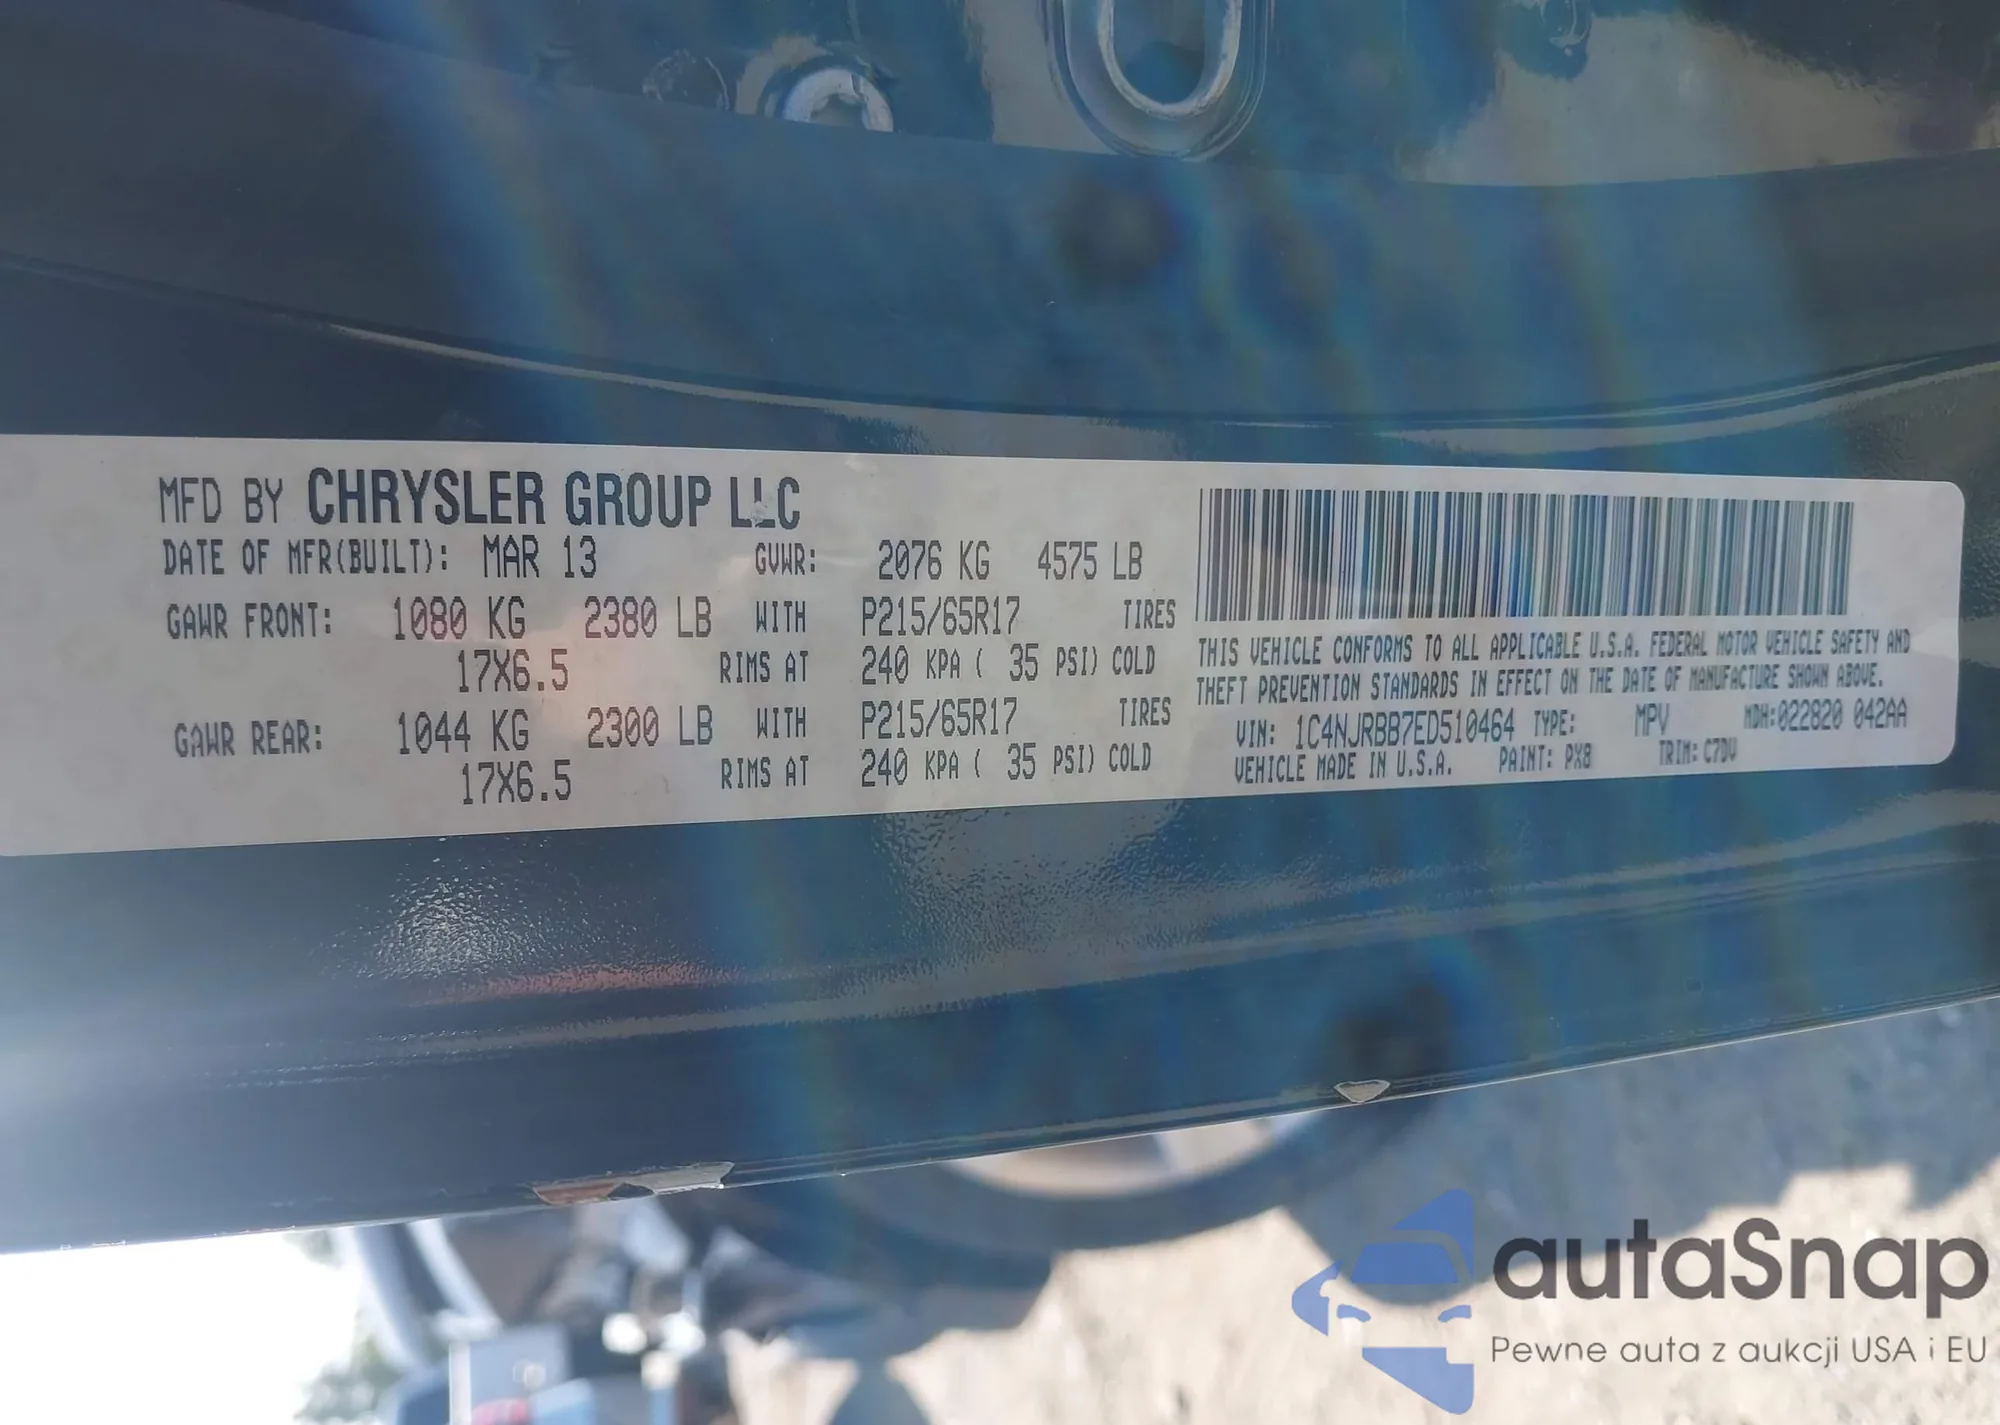 MFD BY CHRYSLER GROUP LLC
DATE OF MFR(BUILT): MAR 13 GVWR: 2076 KG 4575 LB
GAWR FRONT: 1080 KG 2380 LB WITH P215/65R17 TIRES
17X6.5 RIMS AT 240 KPA ( 35 PSI) COLD
GAWR REAR: 1044 KG 2300 LB WITH P215/65R17 TIRES
17X6.5 RIMS AT 240 KPA ( 35 PSI) COLD
THIS VEHICLE CONFORMS TO ALL APPLICABLE U.S.A. FEDERAL MOTOR VEHICLE SAFETY AND
THEFT PREVENTION STANDARDS IN EFFECT ON THE DATE OF MANUFACTURE SHOWN ABOVE.
VIN: 1C4NJRBB7ED510464 TYPE: MPV MDH:022820 042AA
VEHICLE MADE IN U.S.A. PAINT: PX8 TRIM: C7DV
autaSnap
Pewne auta z aukcji USA i EU